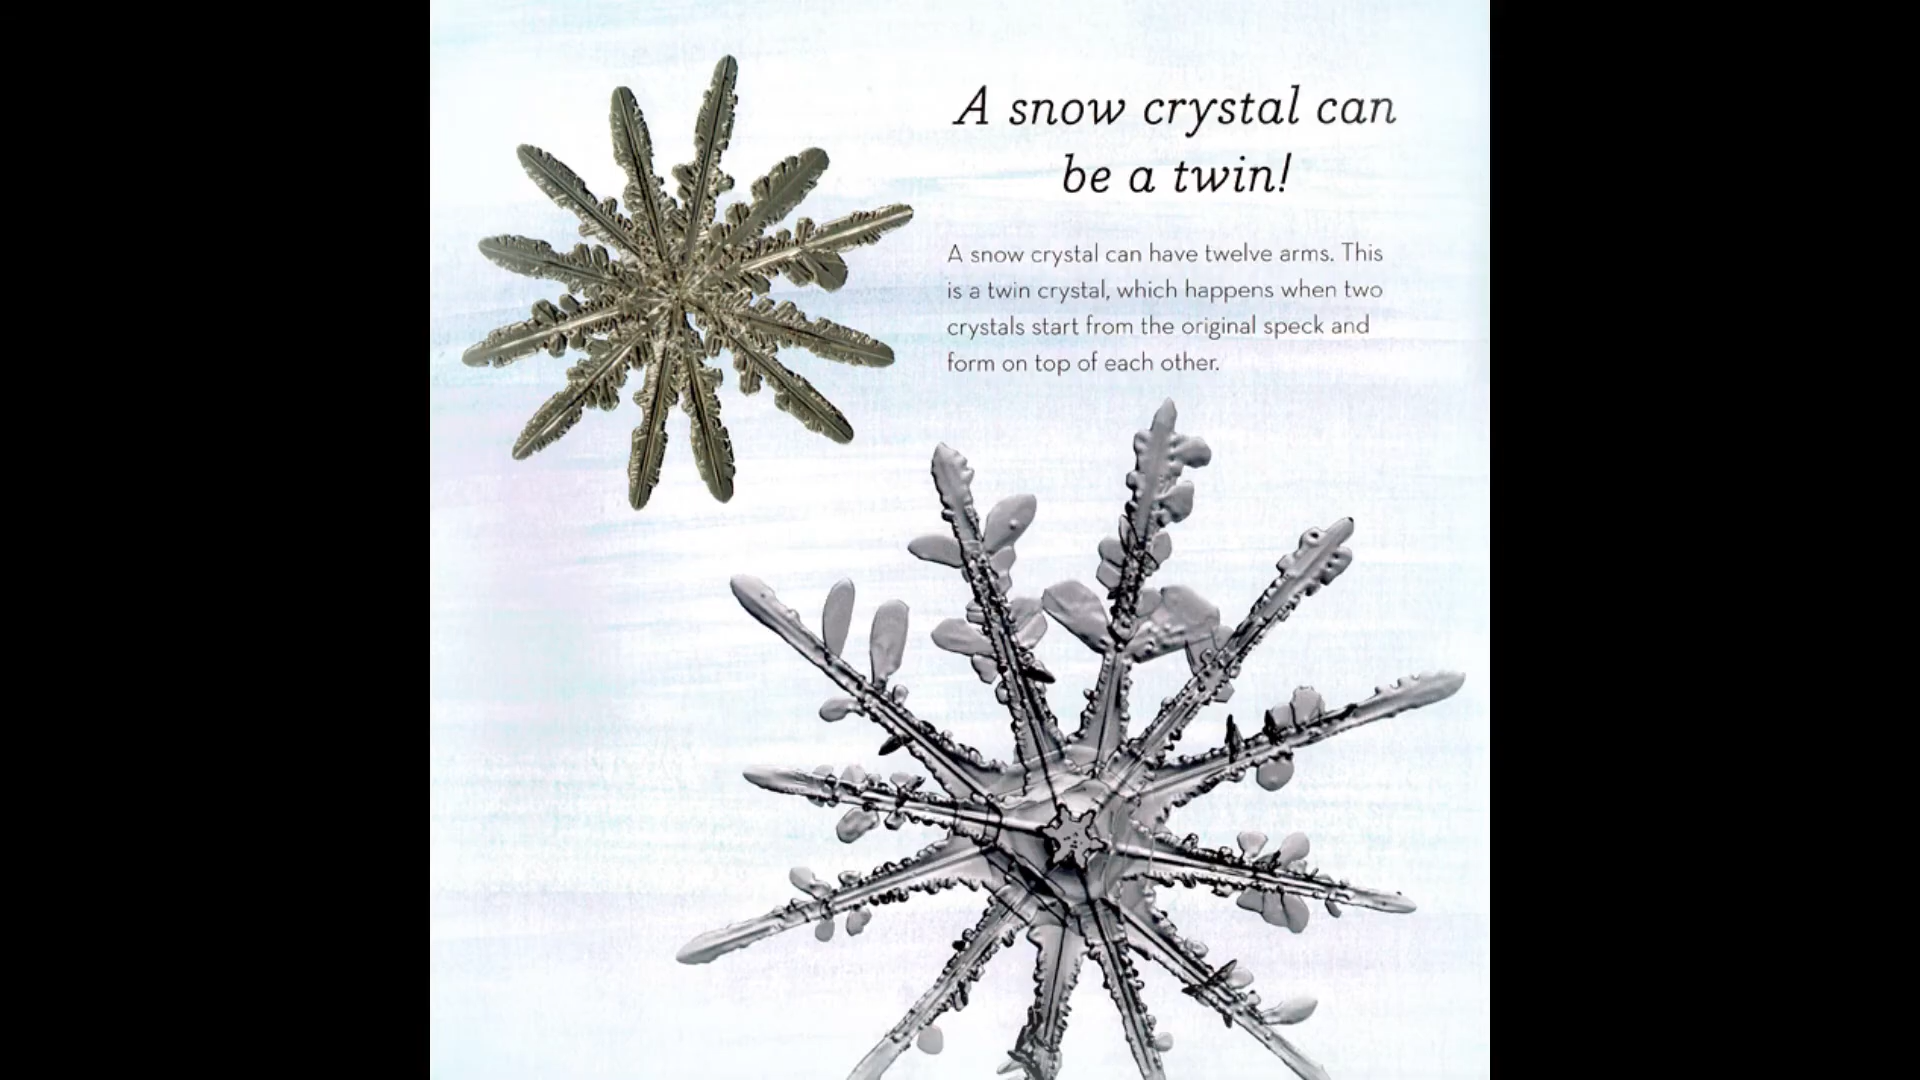 A snow crystal can
be a twin!
A snow crystal can have twelve arms. This
is a twin crystal, which happens when two
crystals start from the original speck and
form on top of each other.